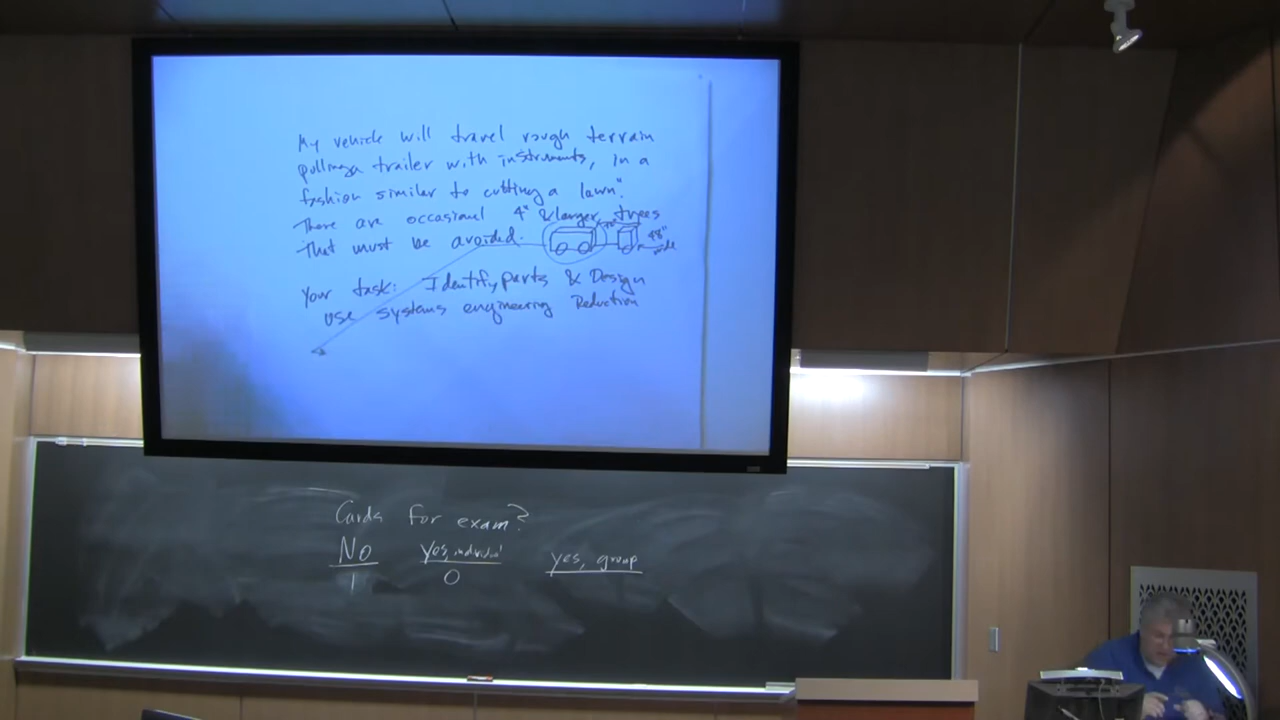 My vehicle will travel rough terrain
pulling a trailer with instruments, in a
fashion similar to cutting a lawn".
There are occasional 4" & larger trees
that must be avoided.
48"
wide
Your task: Identify parts & Design
use systems engineering Reduction
Cards for exam?
No yes, individual yes, group
1 0